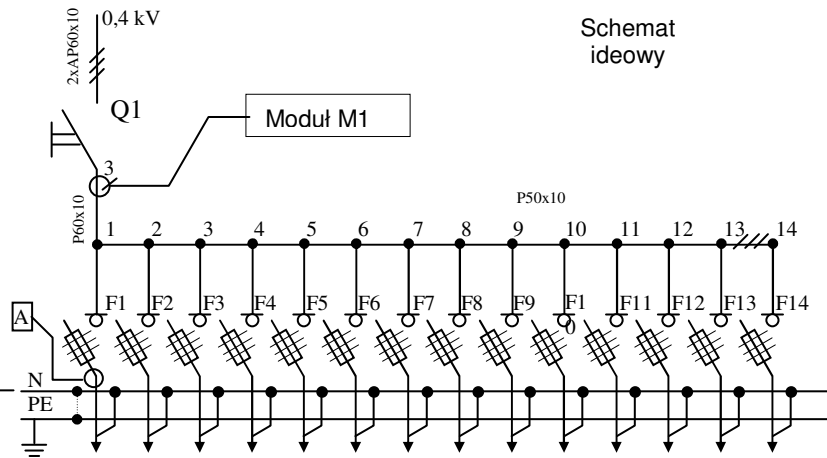 0,4 kV
Schemat
ideowy
2xAP60x10
Q1
Moduł M1
3
P60x10
P50x10
1 2 3 4 5 6 7 8 9 10 11 12 13 14
F1 F2 F3 F4 F5 F6 F7 F8 F9 F1 F11 F12 F13 F14
0
A
N
PE